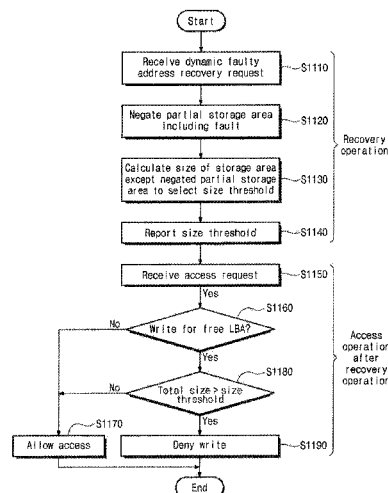 Start
Receive dynamic faulty
address recovery request
S1110
Negate partial storage area
including fault
S1120
Recovery
operation
Calculate size of storage area
except negated partial storage
area to select size threshold
S1130
Report size threshold
S1140
Receive access request
S1150
Yes
S1160
No
Write for free LBA?
Access
operation
after
recovery
operation
Yes
S1180
No
Total size > size
threshold
S1170
Yes
Allow access
Deny write
S1190
End